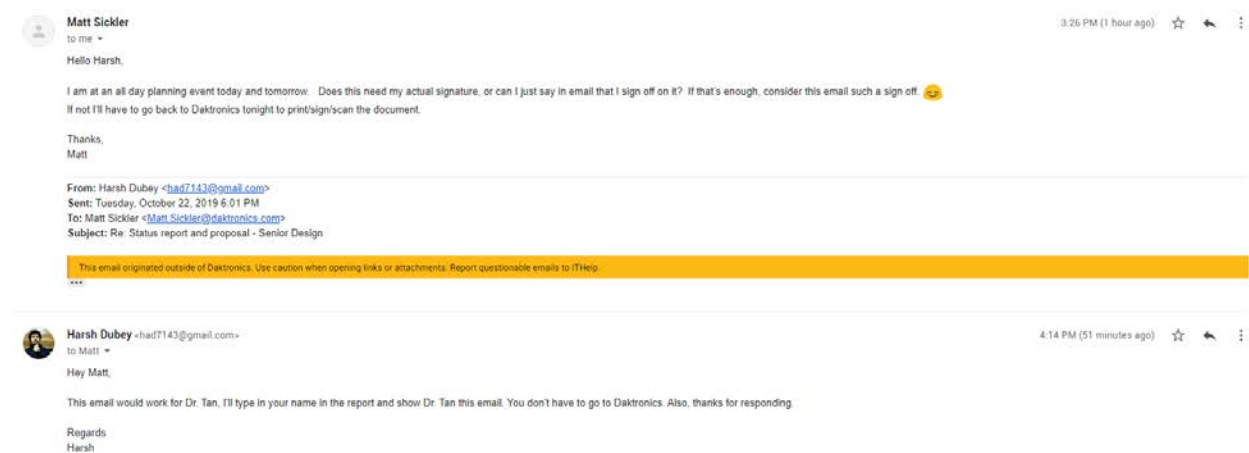 Matt Sickler
3:26 PM (1 hour ago)
to me
Hello Harsh,
I am at an all day planning event today and tomorrow. Does this need my actual signature, or can I just say in email that I sign off on it? If that's enough, consider this email such a sign off.
If not I'll have to go back to Daktronics tonight to print/sign/scan the document.
Thanks,
Matt
From: Harsh Dubey <had7143@gmail.com>
Sent: Tuesday, October 22, 2019 6:01 PM
To: Matt Sickler <Matt.Sickler@daktronics.com>
Subject: Re: Status report and proposal - Senior Design
This email originated outside of Daktronics. Use caution when opening links or attachments. Report questionable emails to ITHelp.
Harsh Dubey <had7143@gmail.com>
4:14 PM (51 minutes ago)
to Matt
Hey Matt,
This email would work for Dr. Tan, I'll type in your name in the report and show Dr. Tan this email. You don't have to go to Daktronics. Also, thanks for responding.
Regards
Harsh